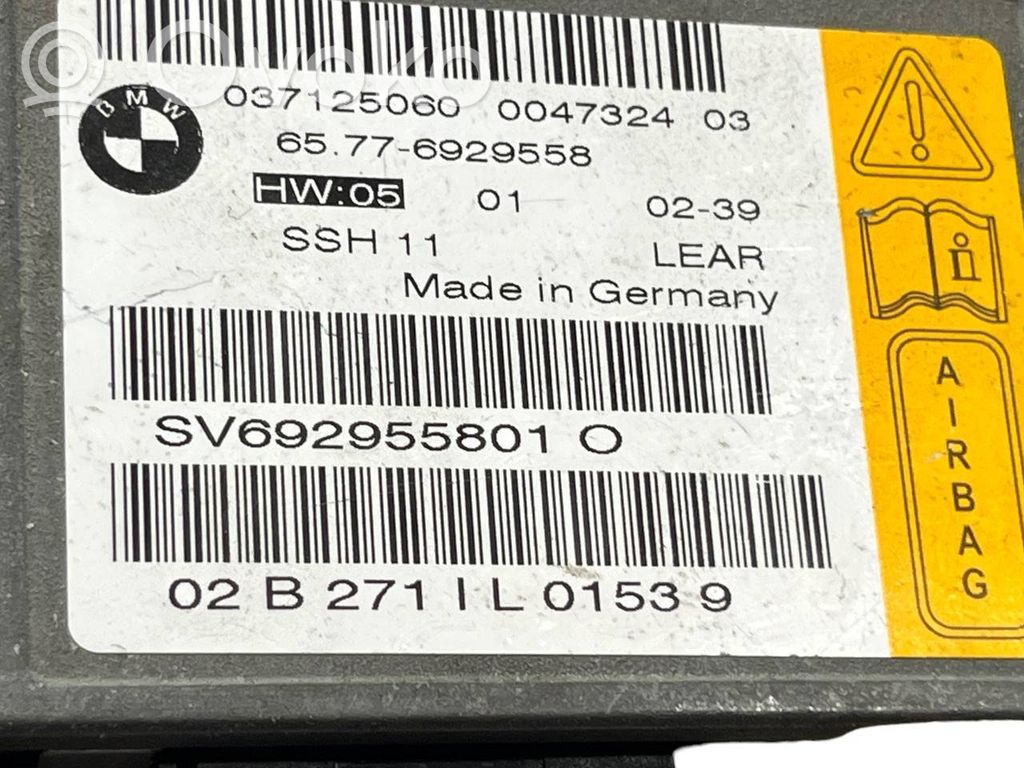 Ovoko
BMW
037125060 0047324 03
65.77-6929558
HW:05 01 02-39
SSH 11 LEAR
Made in Germany
SV692955801 O
02 B 271 I L 0153 9
i
AIRBAG